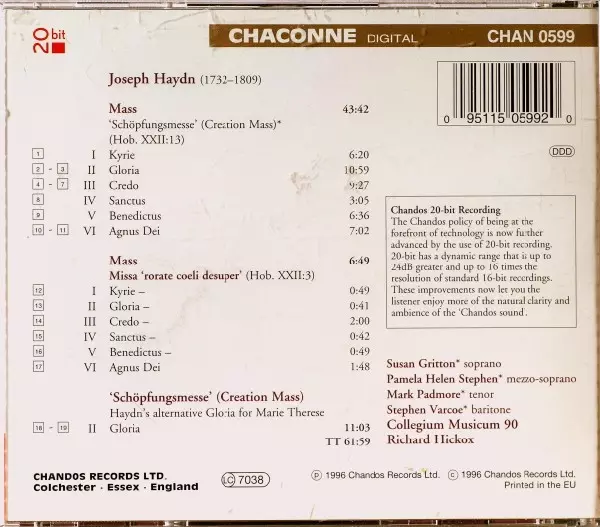 20 bit
CHACONNE DIGITAL CHAN 0599
Joseph Haydn (1732–1809)
Mass 43:42
‘Schöpfungsmesse’ (Creation Mass)*
(Hob. XXII:13)
1 I Kyrie 6:20
2 - 3 II Gloria 10:59
4 - 7 III Credo 9:27
8 IV Sanctus 3:05
9 V Benedictus 6:36
10 - 11 VI Agnus Dei 7:02
Mass 6:49
Missa ‘rorate coeli desuper’ (Hob. XXII:3)
12 I Kyrie – 0:49
13 II Gloria – 0:41
14 III Credo – 2:00
15 IV Sanctus – 0:42
16 V Benedictus – 0:49
17 VI Agnus Dei 1:48
‘Schöpfungsmesse’ (Creation Mass)
Haydn's alternative Gloria for Marie Therese
18 - 19 II Gloria 11:03
TT 61:59
0 95115 05992 0
DDD
Chandos 20-bit Recording
The Chandos policy of being at the
forefront of technology is now further
advanced by the use of 20-bit recording.
20-bit has a dynamic range that is up to
24dB greater and up to 16 times the
resolution of standard 16-bit recordings.
These improvements now let you the
listener enjoy more of the natural clarity and
ambience of the 'Chandos sound'.
Susan Gritton* soprano
Pamela Helen Stephen* mezzo-soprano
Mark Padmore* tenor
Stephen Varcoe* baritone
Collegium Musicum 90
Richard Hickox
CHANDOS RECORDS LTD.
Colchester · Essex · England
LC 7038
℗ 1996 Chandos Records Ltd. © 1996 Chandos Records Ltd.
Printed in the EU